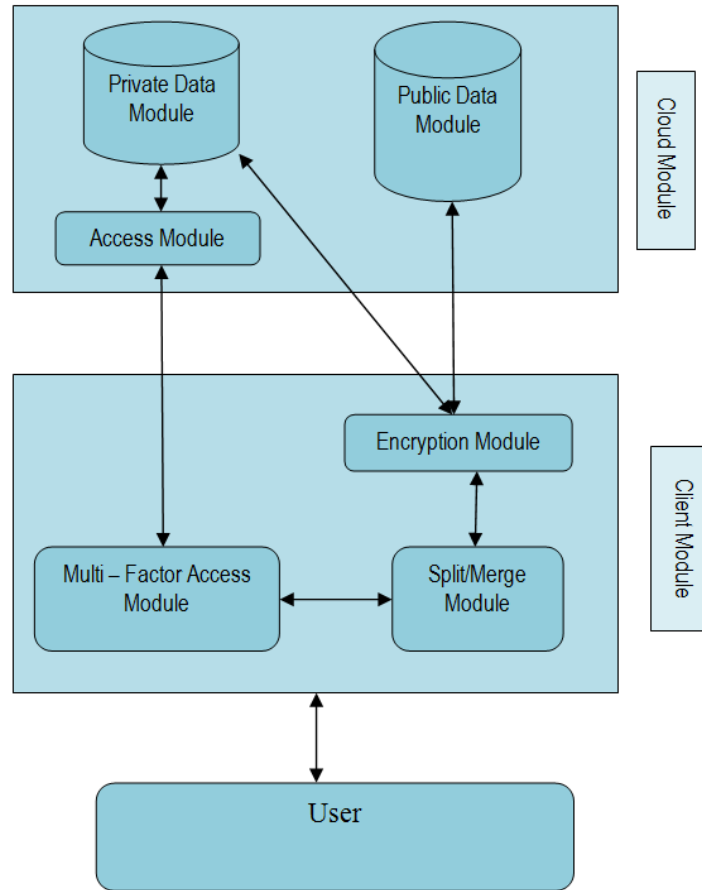 Private Data
Module
Public Data
Module
Cloud Module
Access Module
Encryption Module
Client Module
Multi – Factor Access
Module
Split/Merge
Module
User